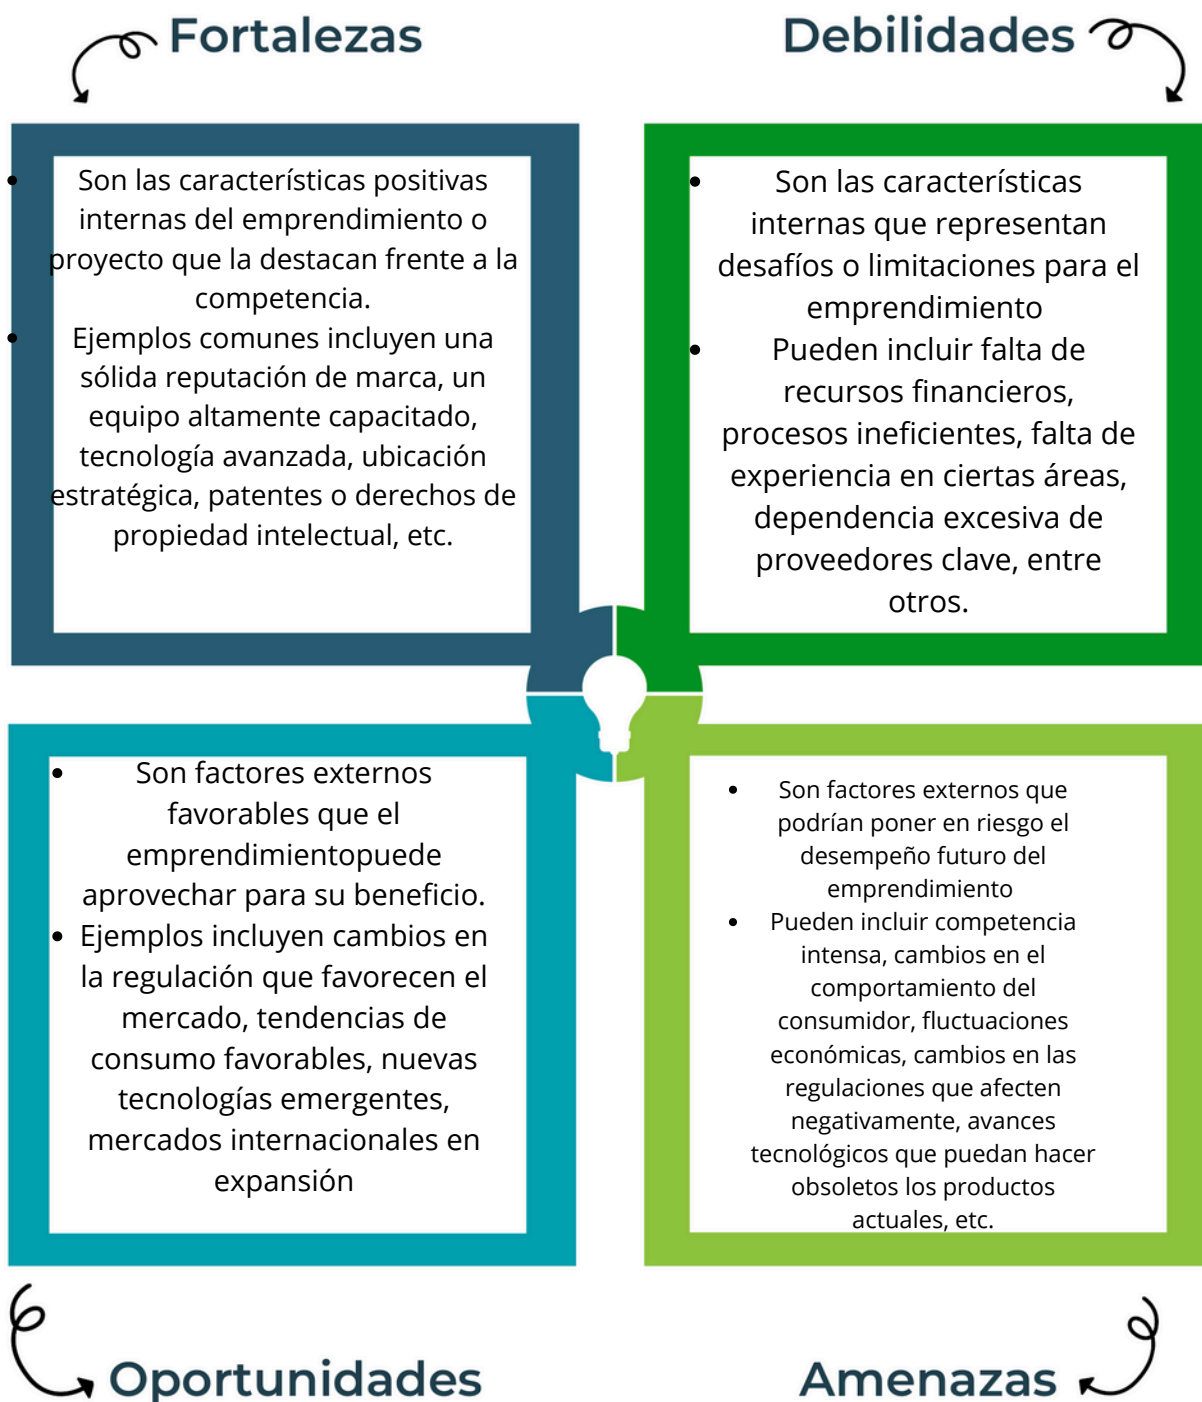 Fortalezas
• Son las características positivas
internas del emprendimiento o
proyecto que la destacan frente a la
competencia.
• Ejemplos comunes incluyen una
sólida reputación de marca, un
equipo altamente capacitado,
tecnología avanzada, ubicación
estratégica, patentes o derechos de
propiedad intelectual, etc.
Debilidades
• Son las características
internas que representan
desafíos o limitaciones para el
emprendimiento
• Pueden incluir falta de
recursos financieros,
procesos ineficientes, falta de
experiencia en ciertas áreas,
dependencia excesiva de
proveedores clave, entre
otros.
• Son factores externos
favorables que el
emprendimientopuede
aprovechar para su beneficio.
• Ejemplos incluyen cambios en
la regulación que favorecen el
mercado, tendencias de
consumo favorables, nuevas
tecnologías emergentes,
mercados internacionales en
expansión
Oportunidades
• Son factores externos que
podrían poner en riesgo el
desempeño futuro del
emprendimiento
• Pueden incluir competencia
intensa, cambios en el
comportamiento del
consumidor, fluctuaciones
económicas, cambios en las
regulaciones que afecten
negativamente, avances
tecnológicos que puedan hacer
obsoletos los productos
actuales, etc.
Amenazas